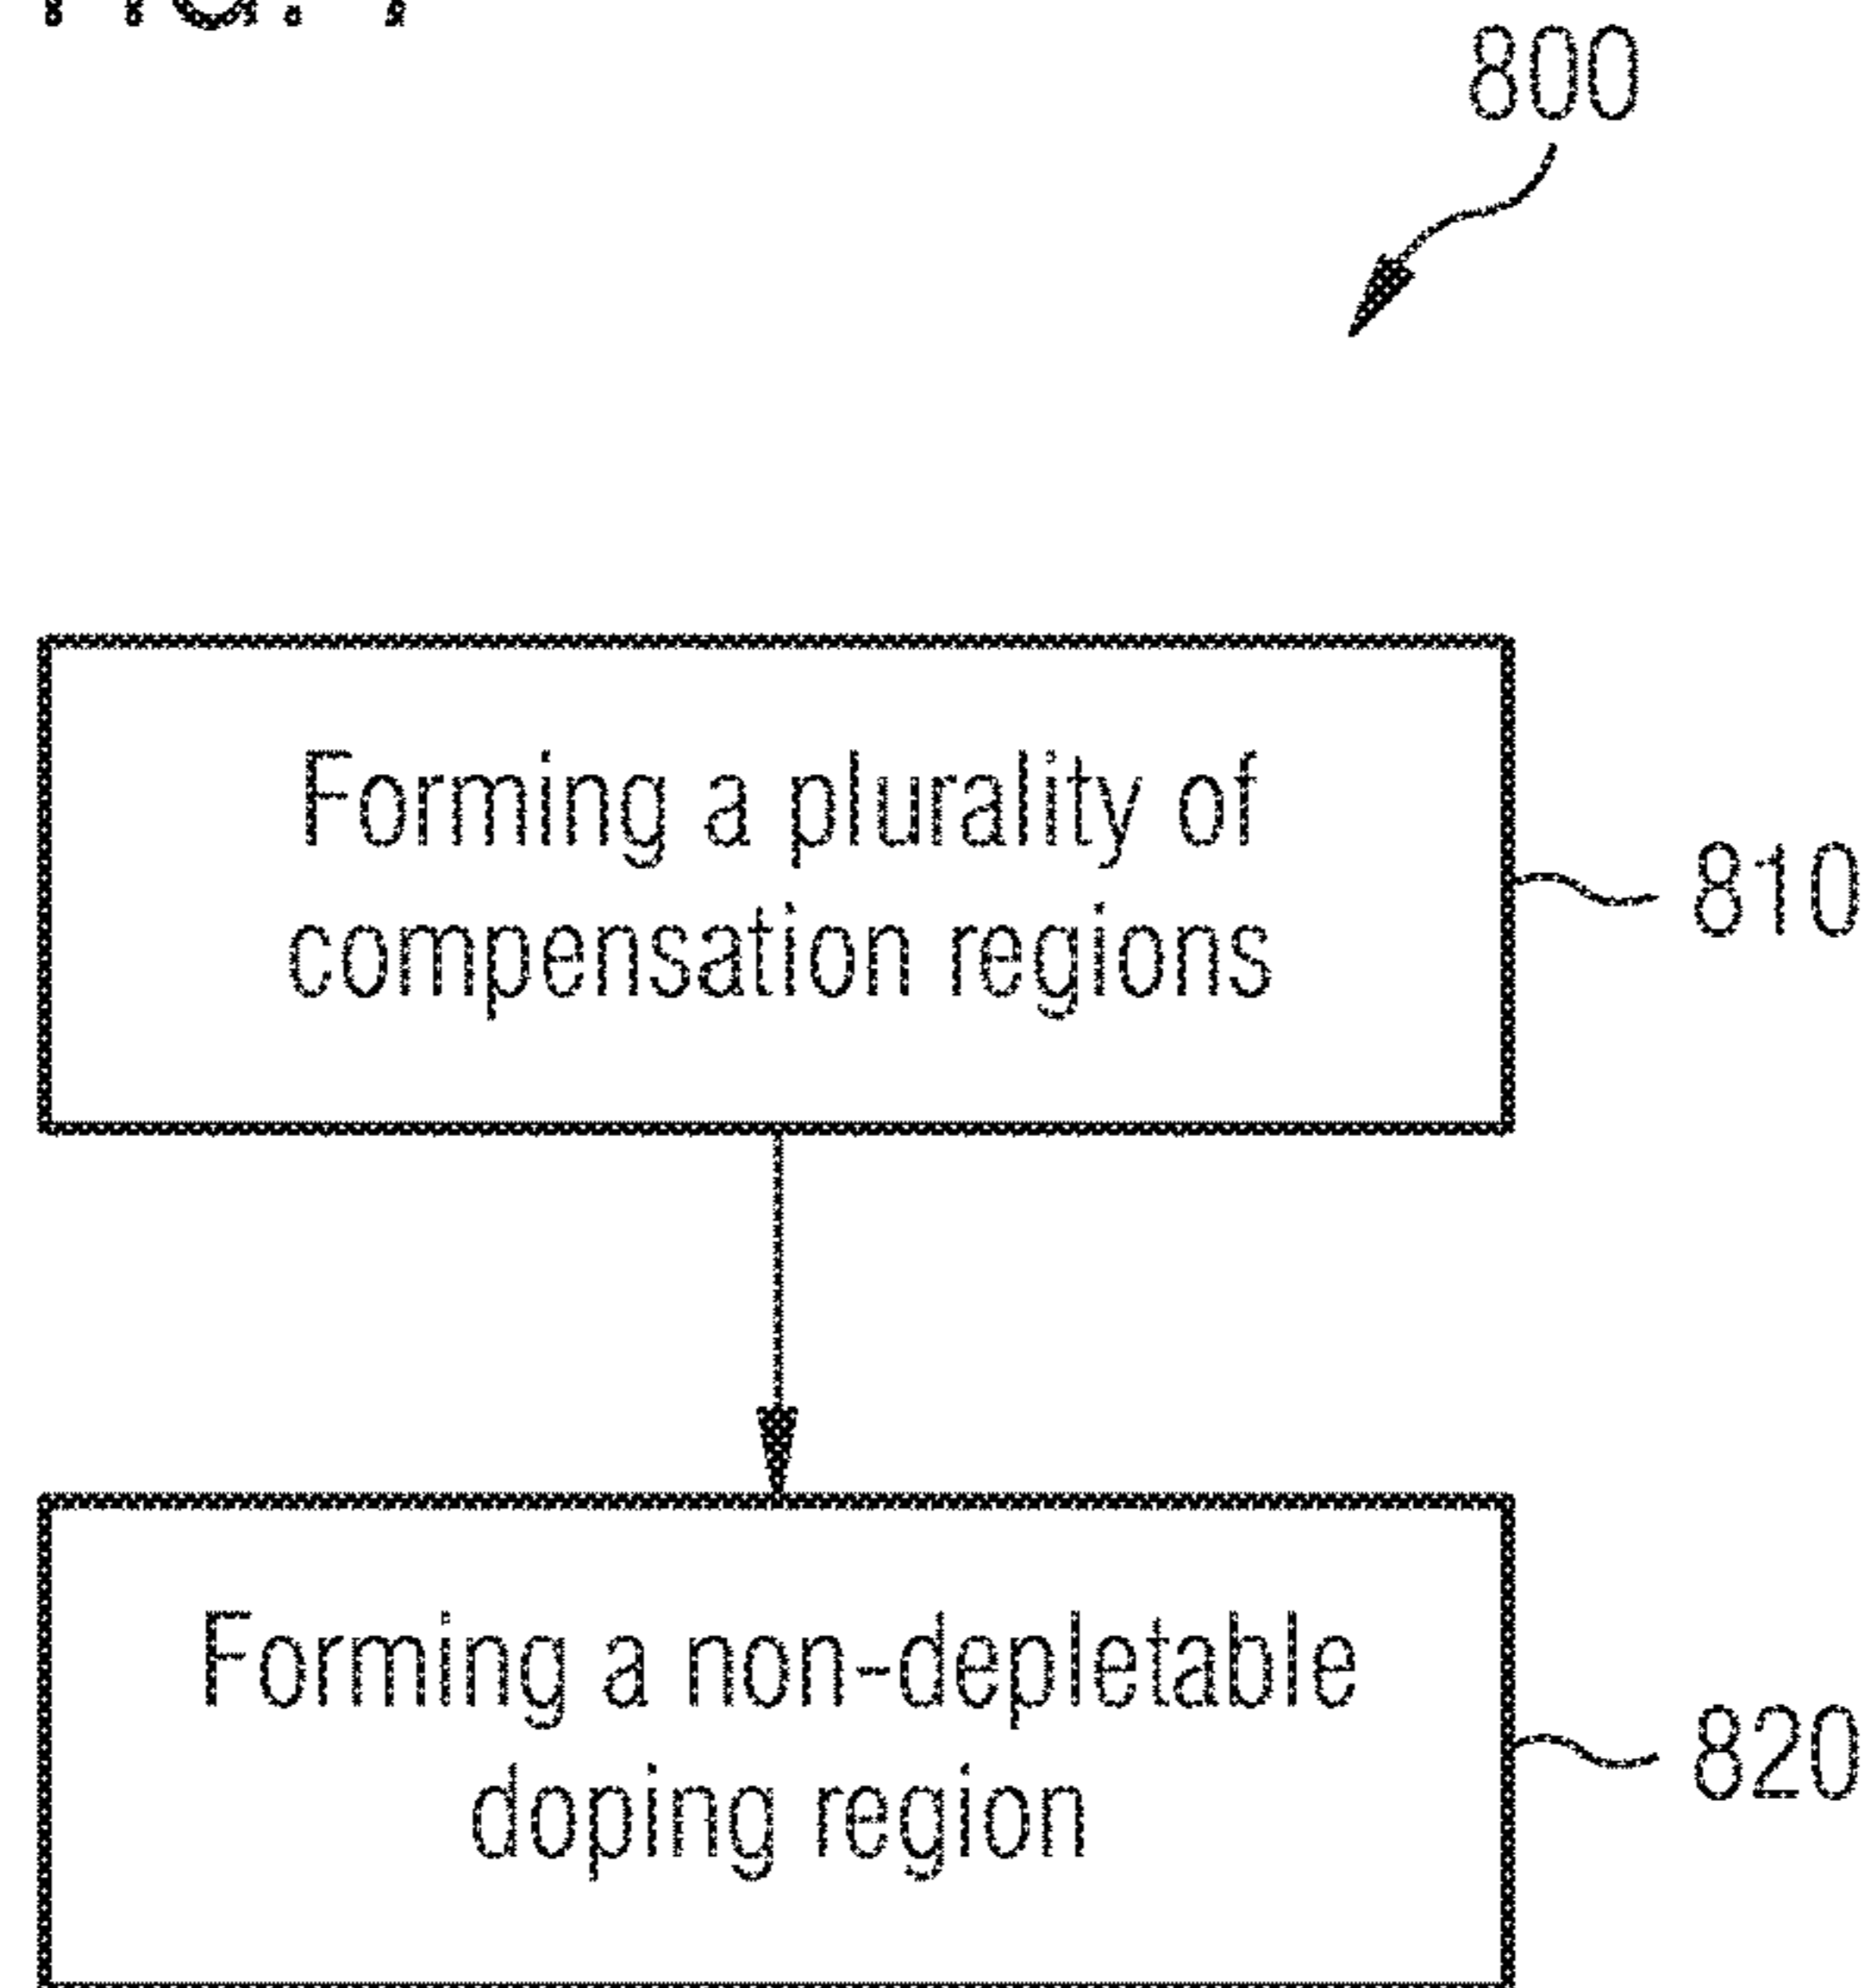 800
Forming a plurality of
compensation regions
810
Forming a non-depletable
doping region
820